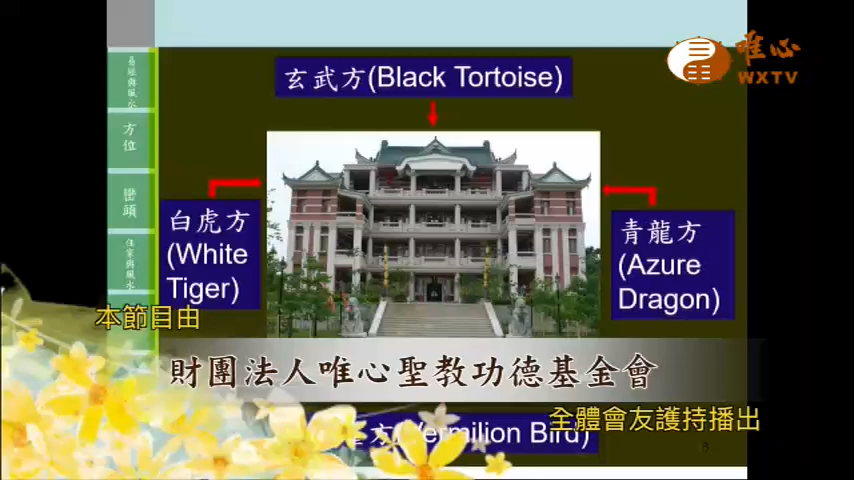 唯心
WXTV
玄武方(Black Tortoise)
易經與風水
方位
巒頭
住家與風水
白虎方
(White
Tiger)
青龍方
(Azure
Dragon)
本節目由
財團法人唯心聖教功德基金會
全體會友護持播出
方(Vermilion Bird)